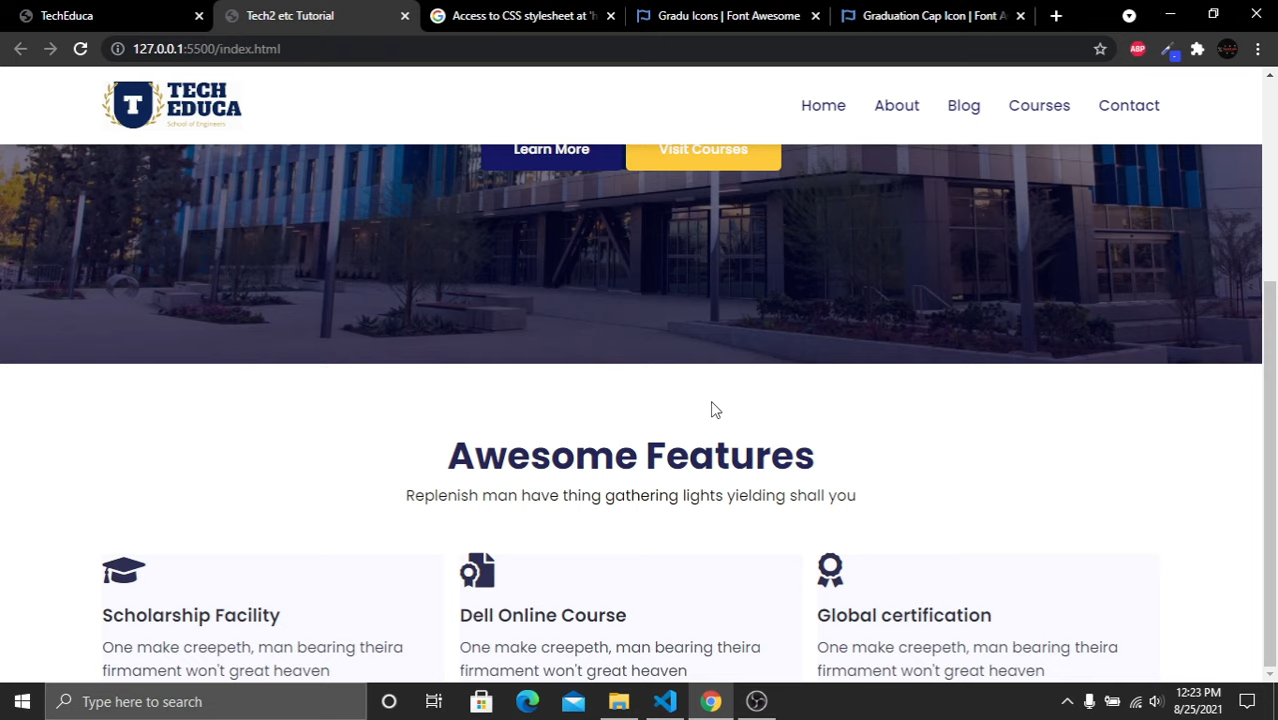 TechEduca
Tech2 etc Tutorial
Access to CSS stylesheet at 'h
Gradu Icons | Font Awesome
Graduation Cap Icon | Font A
127.0.0.1:5500/index.html
ABP
T
TECH
EDUCA
School of Engineers
Home
About
Blog
Courses
Contact
Learn More
Visit Courses
Awesome Features
Replenish man have thing gathering lights yielding shall you
Scholarship Facility
One make creepeth, man bearing theira
firmament won't great heaven
Dell Online Course
One make creepeth, man bearing theira
firmament won't great heaven
Global certification
One make creepeth, man bearing theira
firmament won't great heaven
Type here to search
12:23 PM
8/25/2021